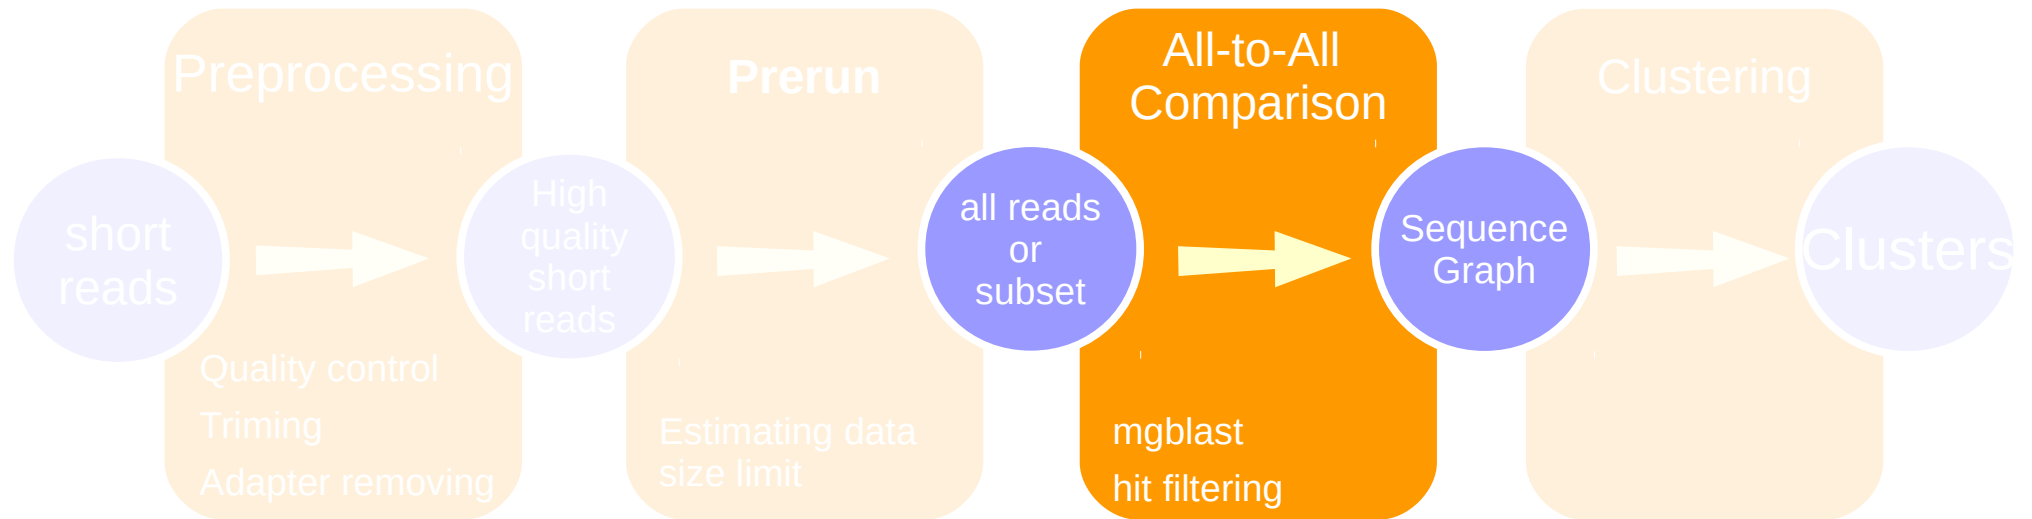 Preprocessing
short
reads
Quality control
Triming
Adapter removing
High
quality
short
reads
Prerun
Estimating data
size limit
all reads
or
subset
All-to-All
Comparison
mgblast
hit filtering
Sequence
Graph
Clustering
Clusters